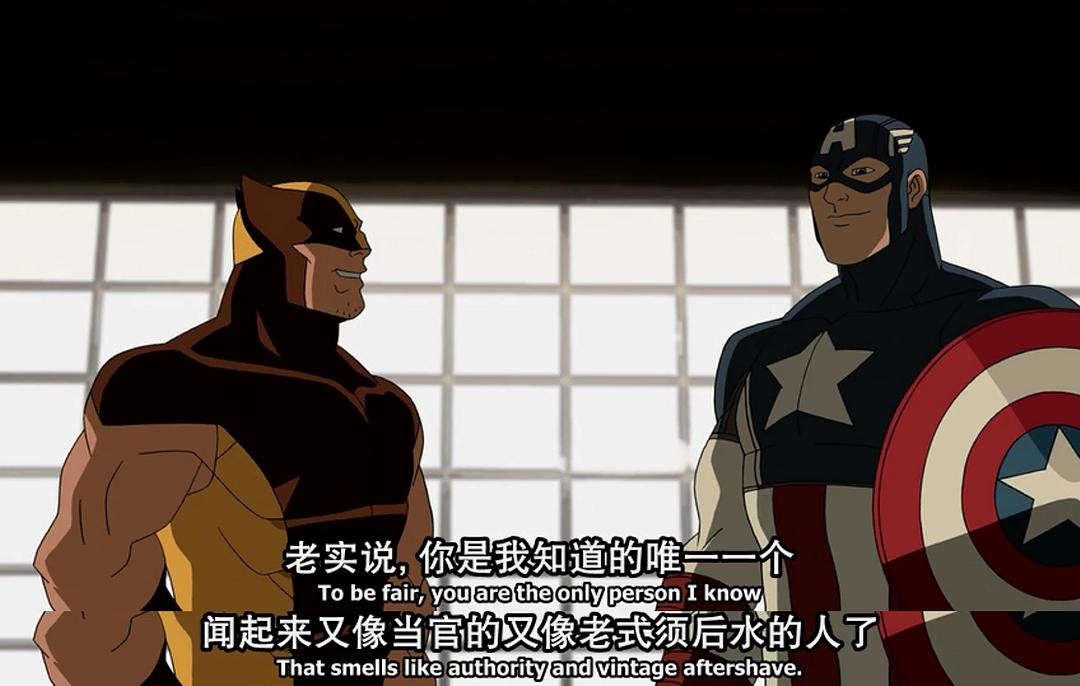 老实说, 你是我知道的唯一一个
To be fair, you are the only person I know
闻起来又像当官的又像老式须后水的人了
That smells like authority and vintage aftershave.
A